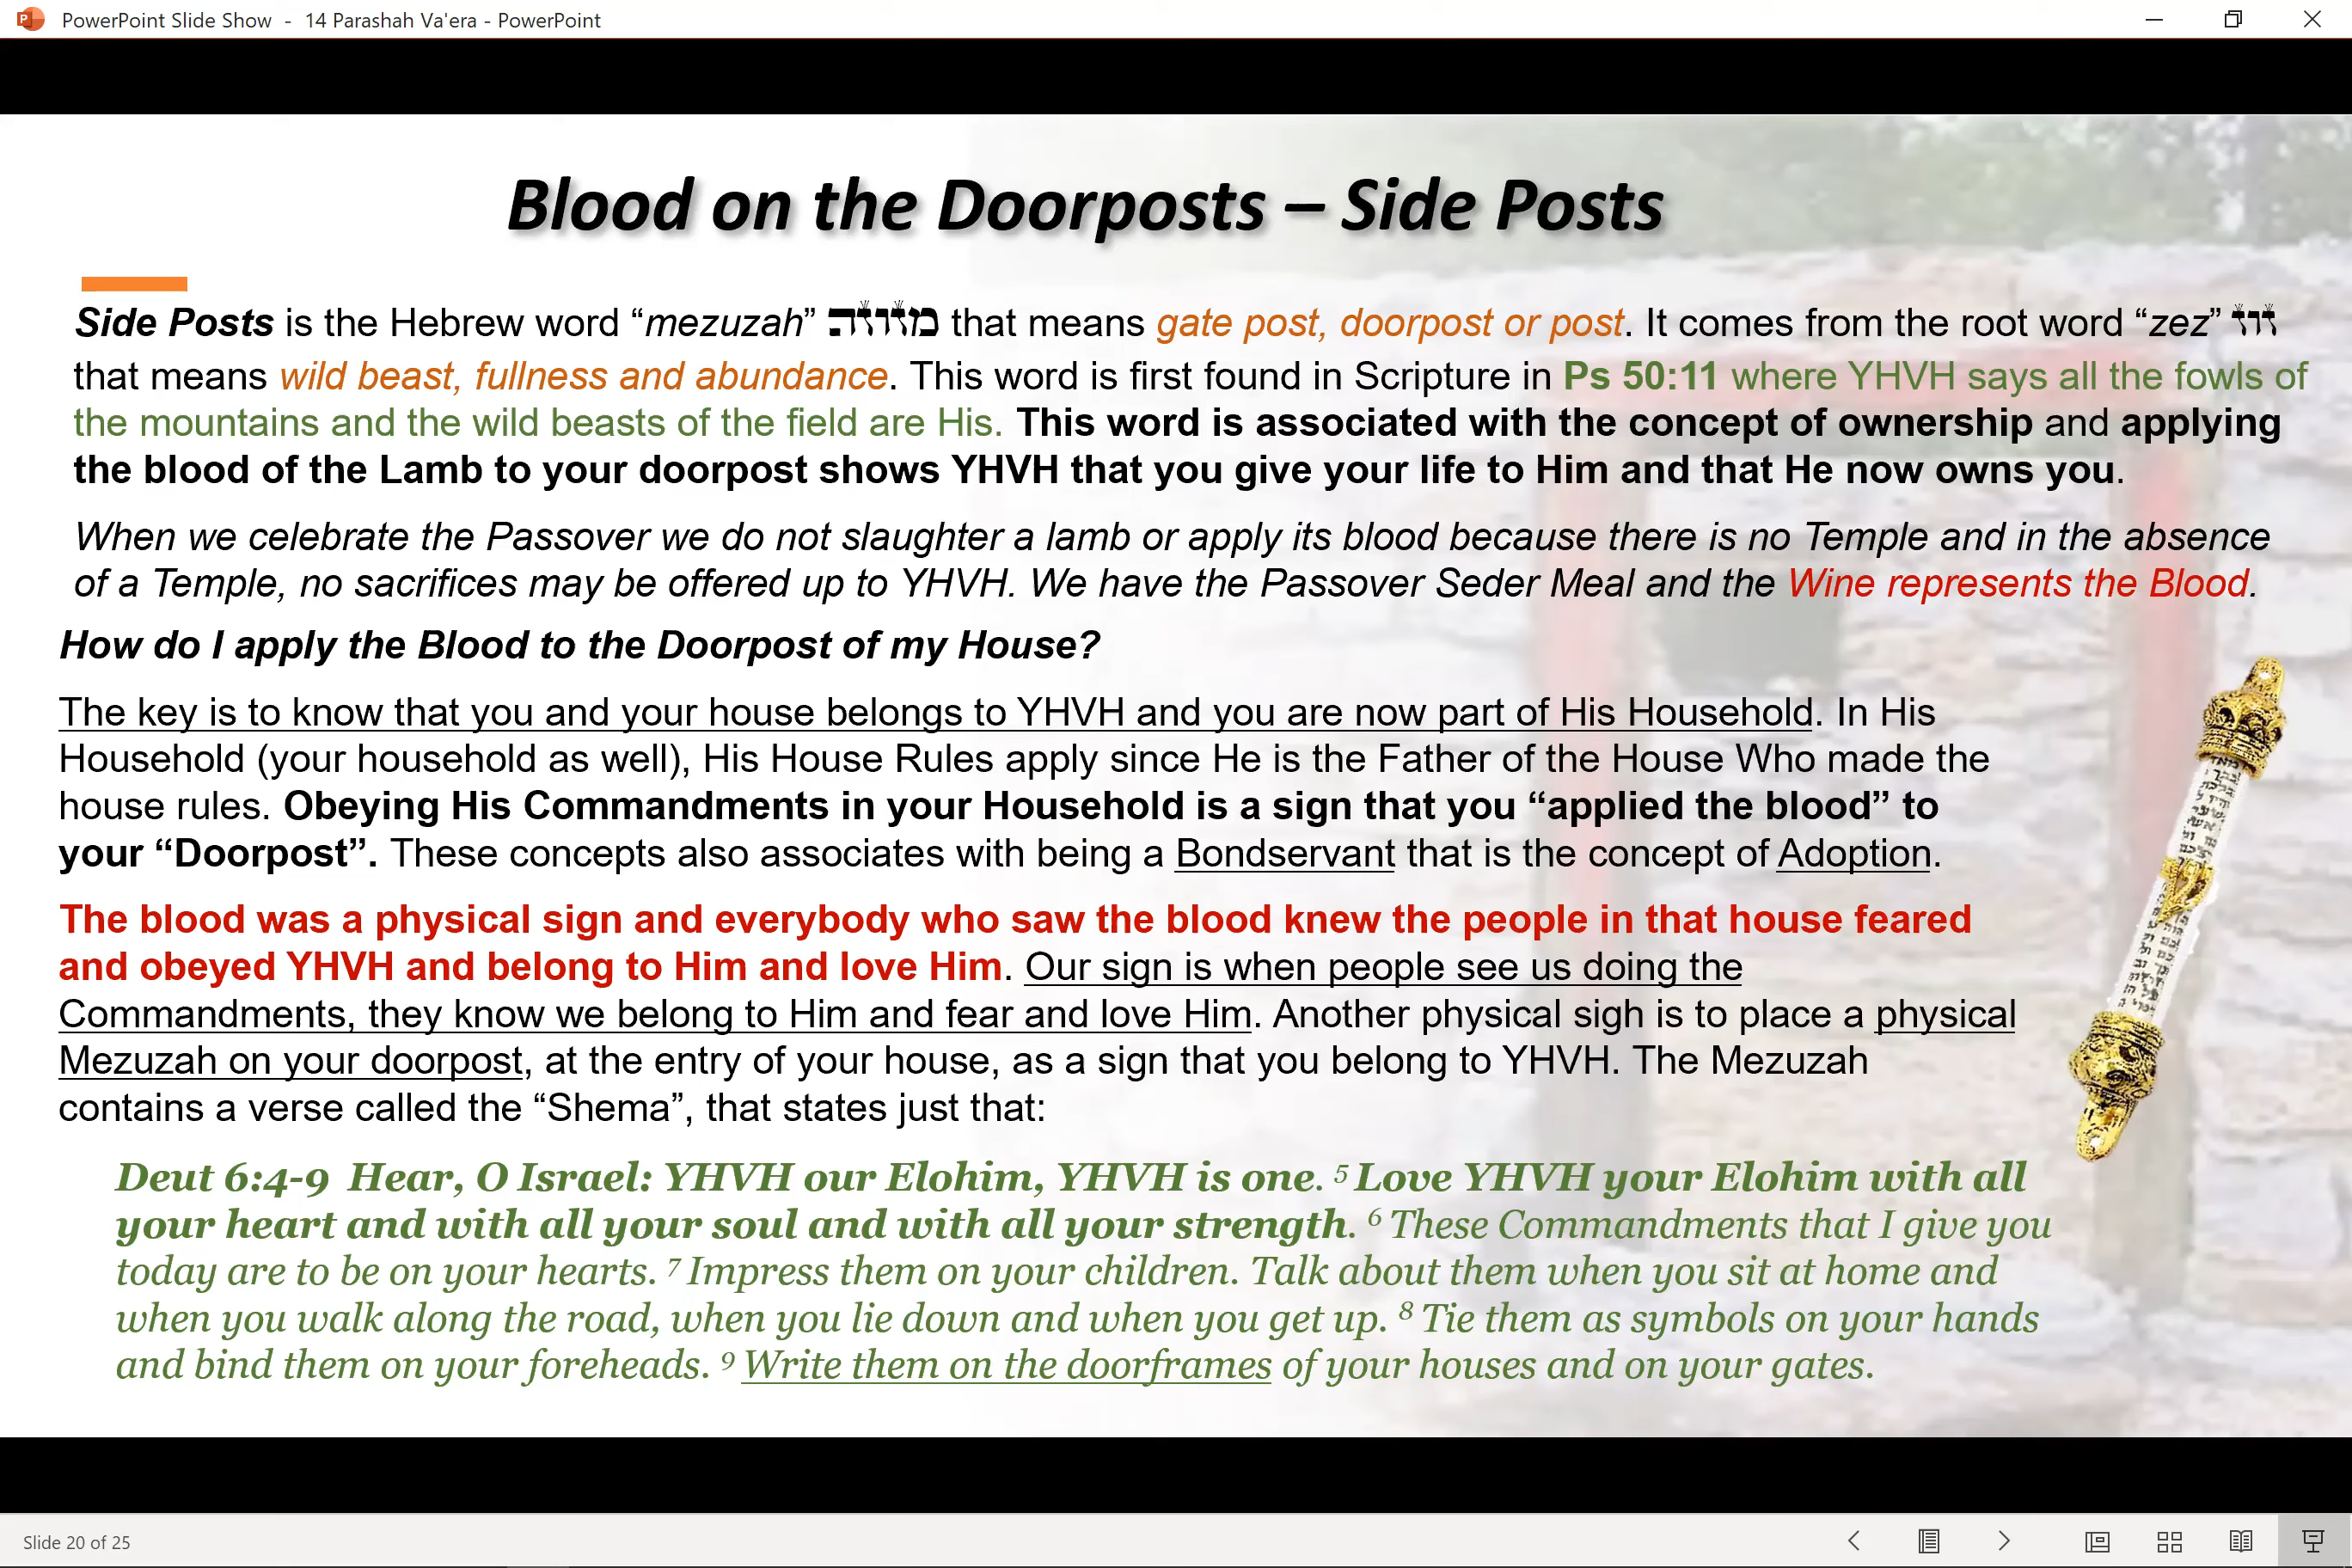 PowerPoint Slide Show - 14 Parashah Va'era - PowerPoint
Blood on the Doorposts – Side Posts
Side Posts is the Hebrew word “mezuzah” מזוזה that means gate post, doorpost or post. It comes from the root word “zez” זוז
that means wild beast, fullness and abundance. This word is first found in Scripture in Ps 50:11 where YHVH says all the fowls of
the mountains and the wild beasts of the field are His. This word is associated with the concept of ownership and applying
the blood of the Lamb to your doorpost shows YHVH that you give your life to Him and that He now owns you.
When we celebrate the Passover we do not slaughter a lamb or apply its blood because there is no Temple and in the absence
of a Temple, no sacrifices may be offered up to YHVH. We have the Passover Seder Meal and the Wine represents the Blood.
How do I apply the Blood to the Doorpost of my House?
The key is to know that you and your house belongs to YHVH and you are now part of His Household. In His
Household (your household as well), His House Rules apply since He is the Father of the House Who made the
house rules. Obeying His Commandments in your Household is a sign that you “applied the blood” to
your “Doorpost”. These concepts also associates with being a Bondservant that is the concept of Adoption.
The blood was a physical sign and everybody who saw the blood knew the people in that house feared
and obeyed YHVH and belong to Him and love Him. Our sign is when people see us doing the
Commandments, they know we belong to Him and fear and love Him. Another physical sigh is to place a physical
Mezuzah on your doorpost, at the entry of your house, as a sign that you belong to YHVH. The Mezuzah
contains a verse called the “Shema”, that states just that:
Deut 6:4-9 Hear, O Israel: YHVH our Elohim, YHVH is one. 5 Love YHVH your Elohim with all
your heart and with all your soul and with all your strength. 6 These Commandments that I give you
today are to be on your hearts. 7 Impress them on your children. Talk about them when you sit at home and
when you walk along the road, when you lie down and when you get up. 8 Tie them as symbols on your hands
and bind them on your foreheads. 9 Write them on the doorframes of your houses and on your gates.
Slide 20 of 25